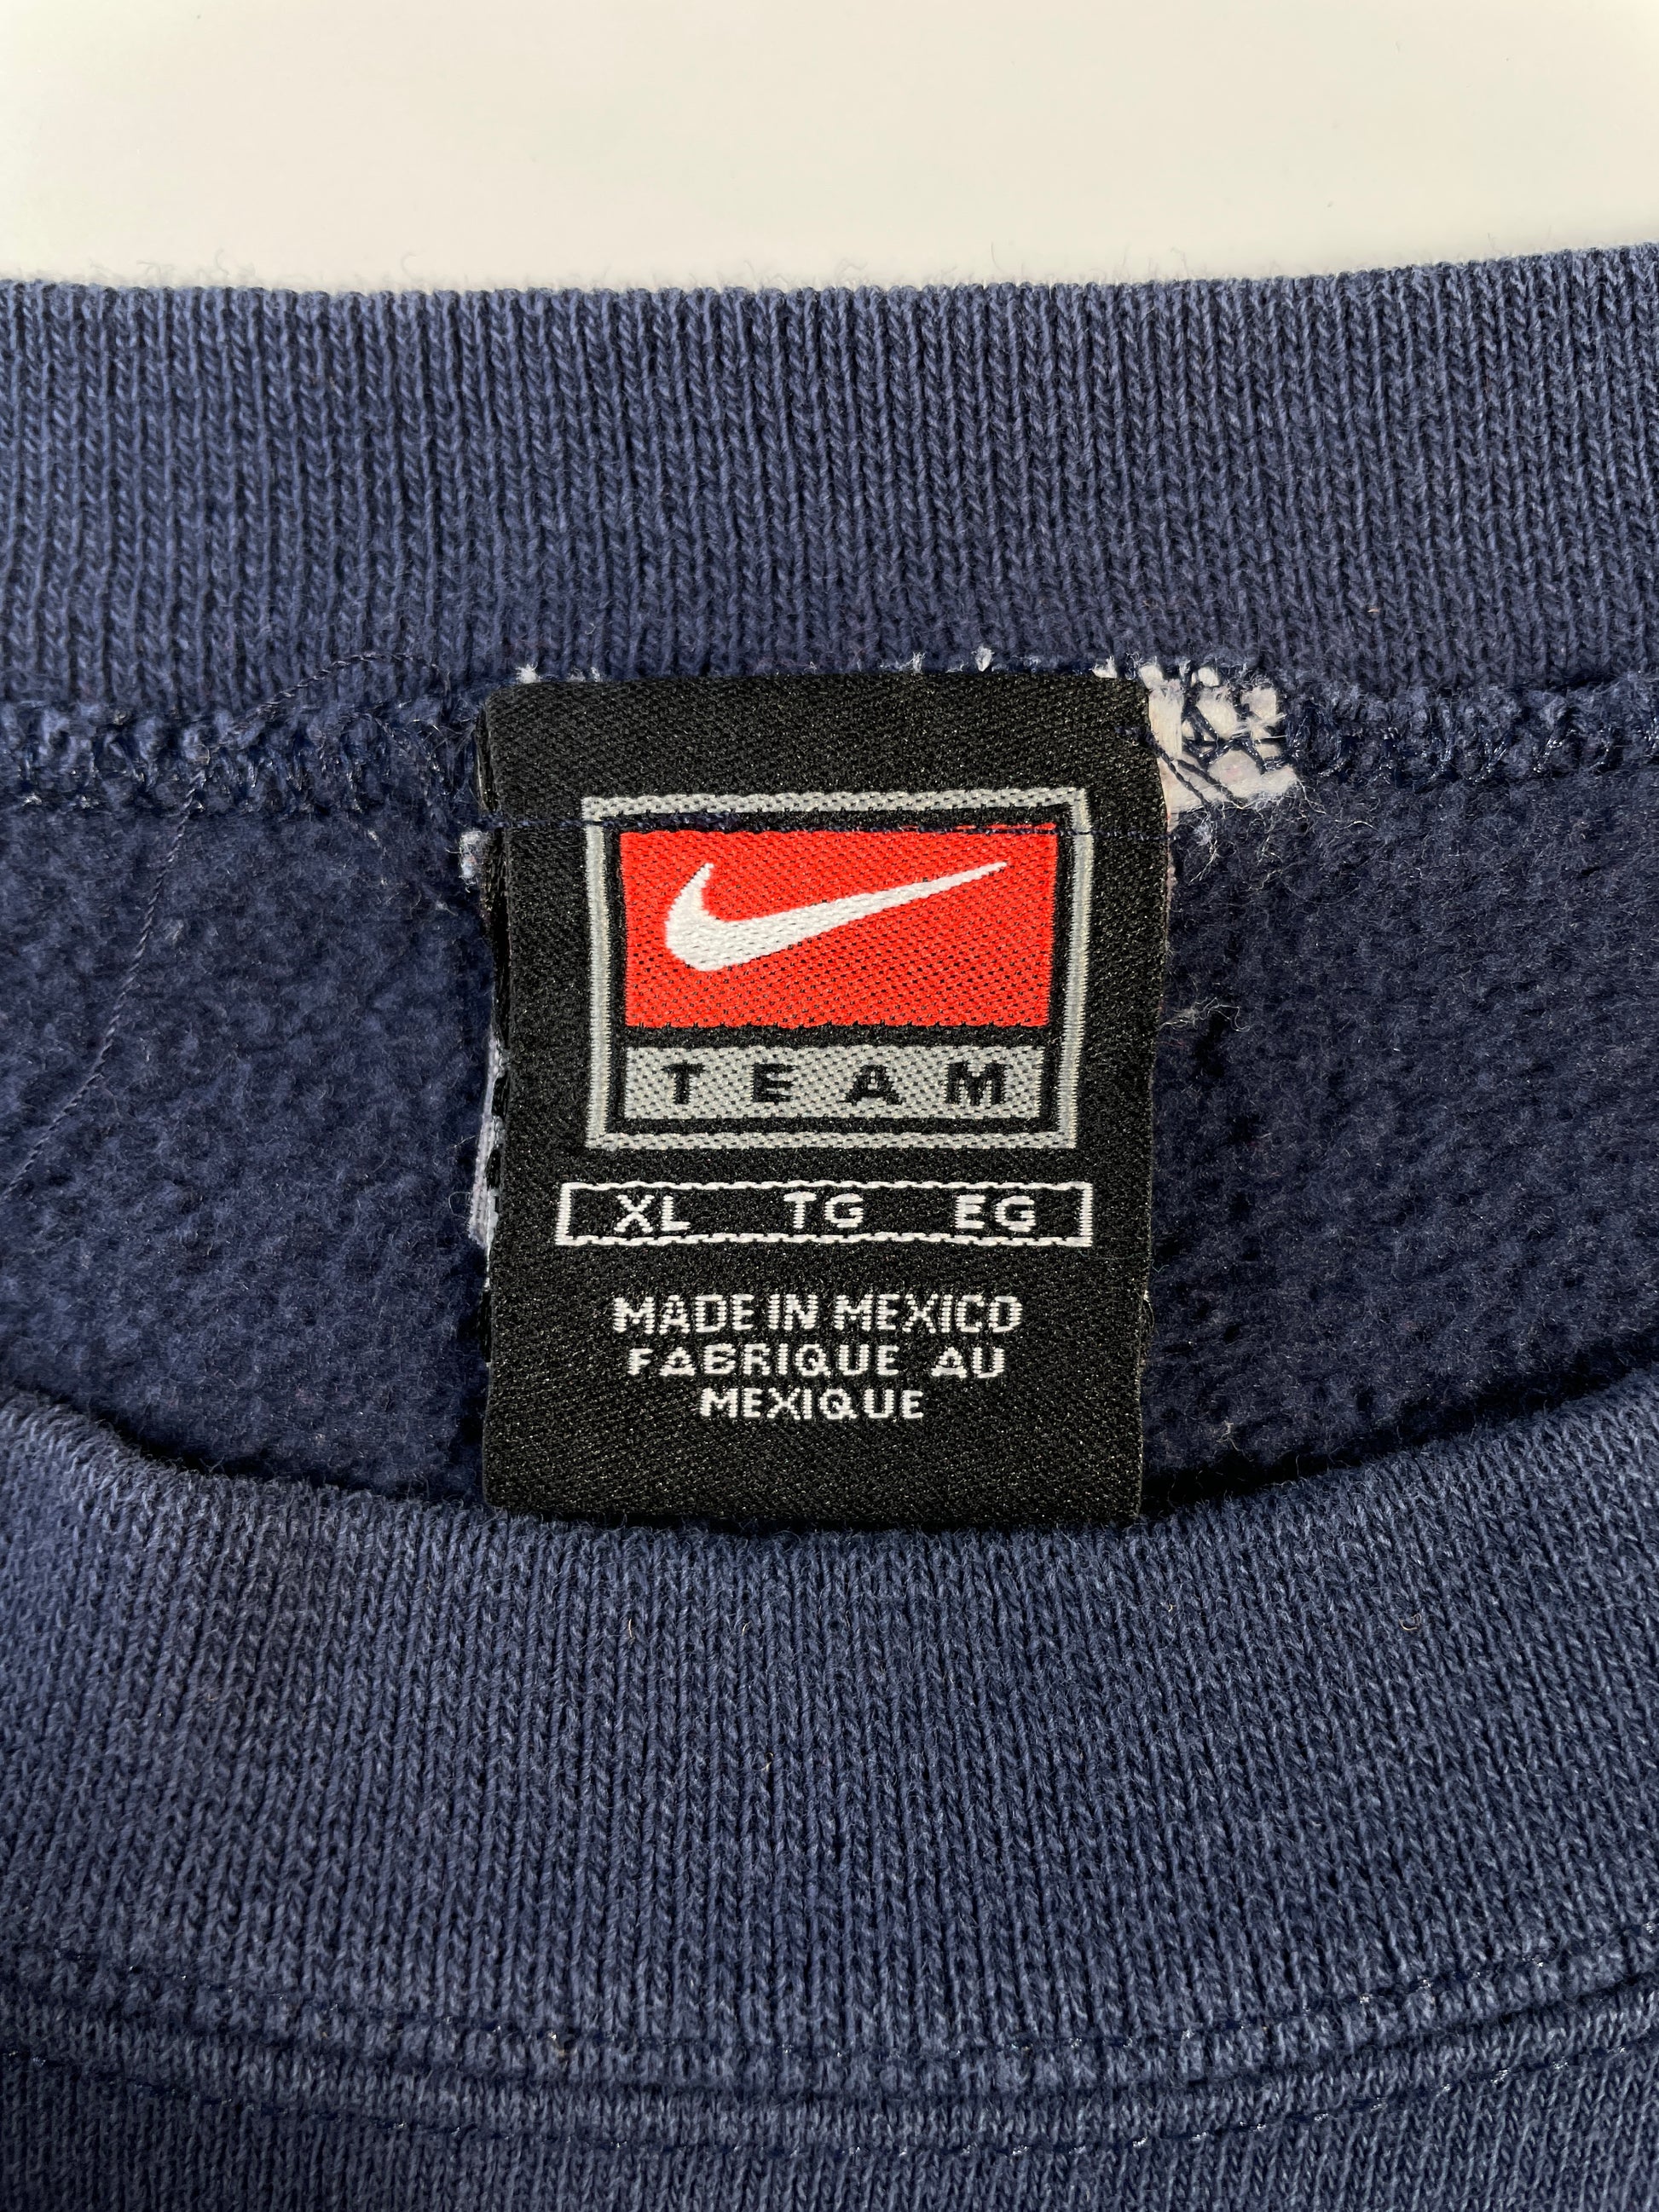 TEAM
XL TG EG
MADE IN MEXICO
FABRIQUE AU
MEXIQUE